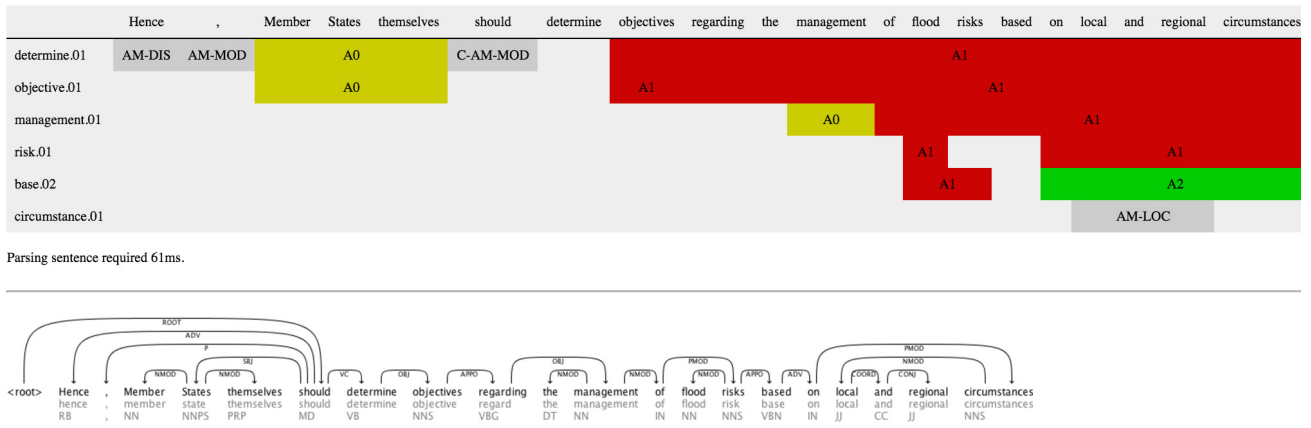 Hence , Member States themselves should determine objectives regarding the management of flood risks based on local and regional circumstances
determine.01 AM-DIS AM-MOD A0 C-AM-MOD A1
objective.01 A0 A1 A1
management.01 A0 A1
risk.01 A1 A1
base.02 A1 A2
circumstance.01 AM-LOC
Parsing sentence required 61ms.
ROOT
ADV
P
SBJ OBJ PMOD PMOD NMOD
NMOD NMOD VC OBJ APPO NMOD NMOD NMOD APPO ADV COORD CONJ
<root> Hence , Member States themselves should determine objectives regarding the management of flood risks based on local and regional circumstances
hence , member state themselves should determine objective regard the management of flood risk base on local and regional circumstances
RB , NN NNPS PRP MD VB NNS VBG DT NN IN NN NNS VBN IN JJ CC JJ NNS